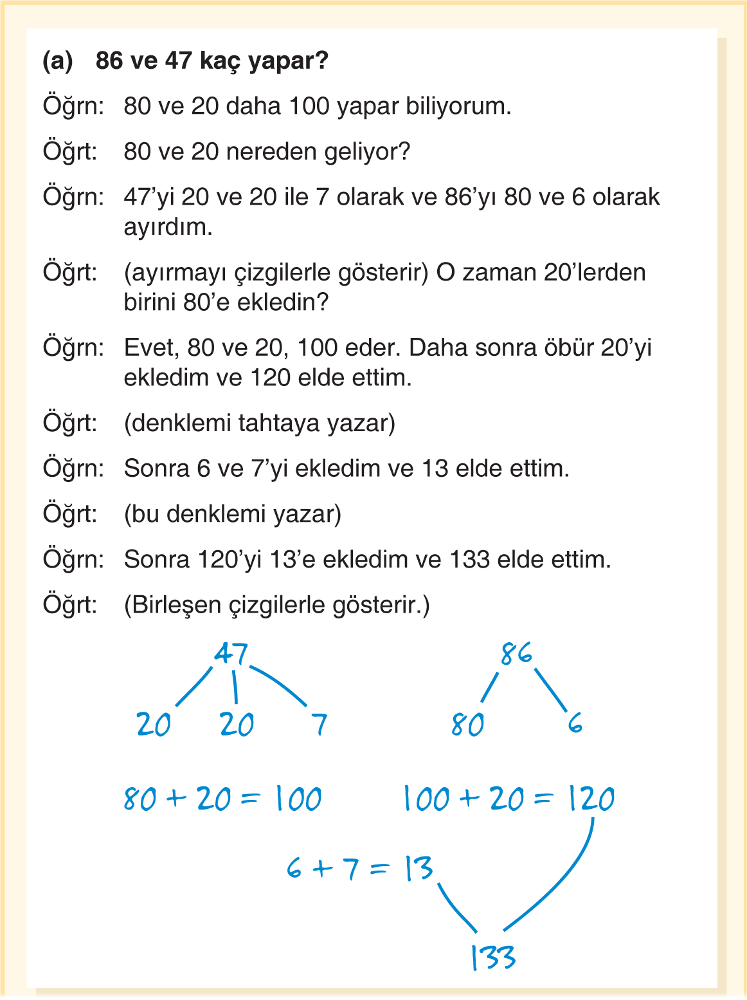 (a) 86 ve 47 kaç yapar?
Öğrn: 80 ve 20 daha 100 yapar biliyorum.
Öğrt: 80 ve 20 nereden geliyor?
Öğrn: 47’yi 20 ve 20 ile 7 olarak ve 86’yı 80 ve 6 olarak
ayırdım.
Öğrt: (ayırmayı çizgilerle gösterir) O zaman 20’lerden
birini 80’e ekledin?
Öğrn: Evet, 80 ve 20, 100 eder. Daha sonra öbür 20’yi
ekledim ve 120 elde ettim.
Öğrt: (denklemi tahtaya yazar)
Öğrn: Sonra 6 ve 7’yi ekledim ve 13 elde ettim.
Öğrt: (bu denklemi yazar)
Öğrn: Sonra 120’yi 13’e ekledim ve 133 elde ettim.
Öğrt: (Birleşen çizgilerle gösterir.)
47 86
20 20 7 80 6
80 + 20 = 100 100 + 20 = 120
6 + 7 = 13
133